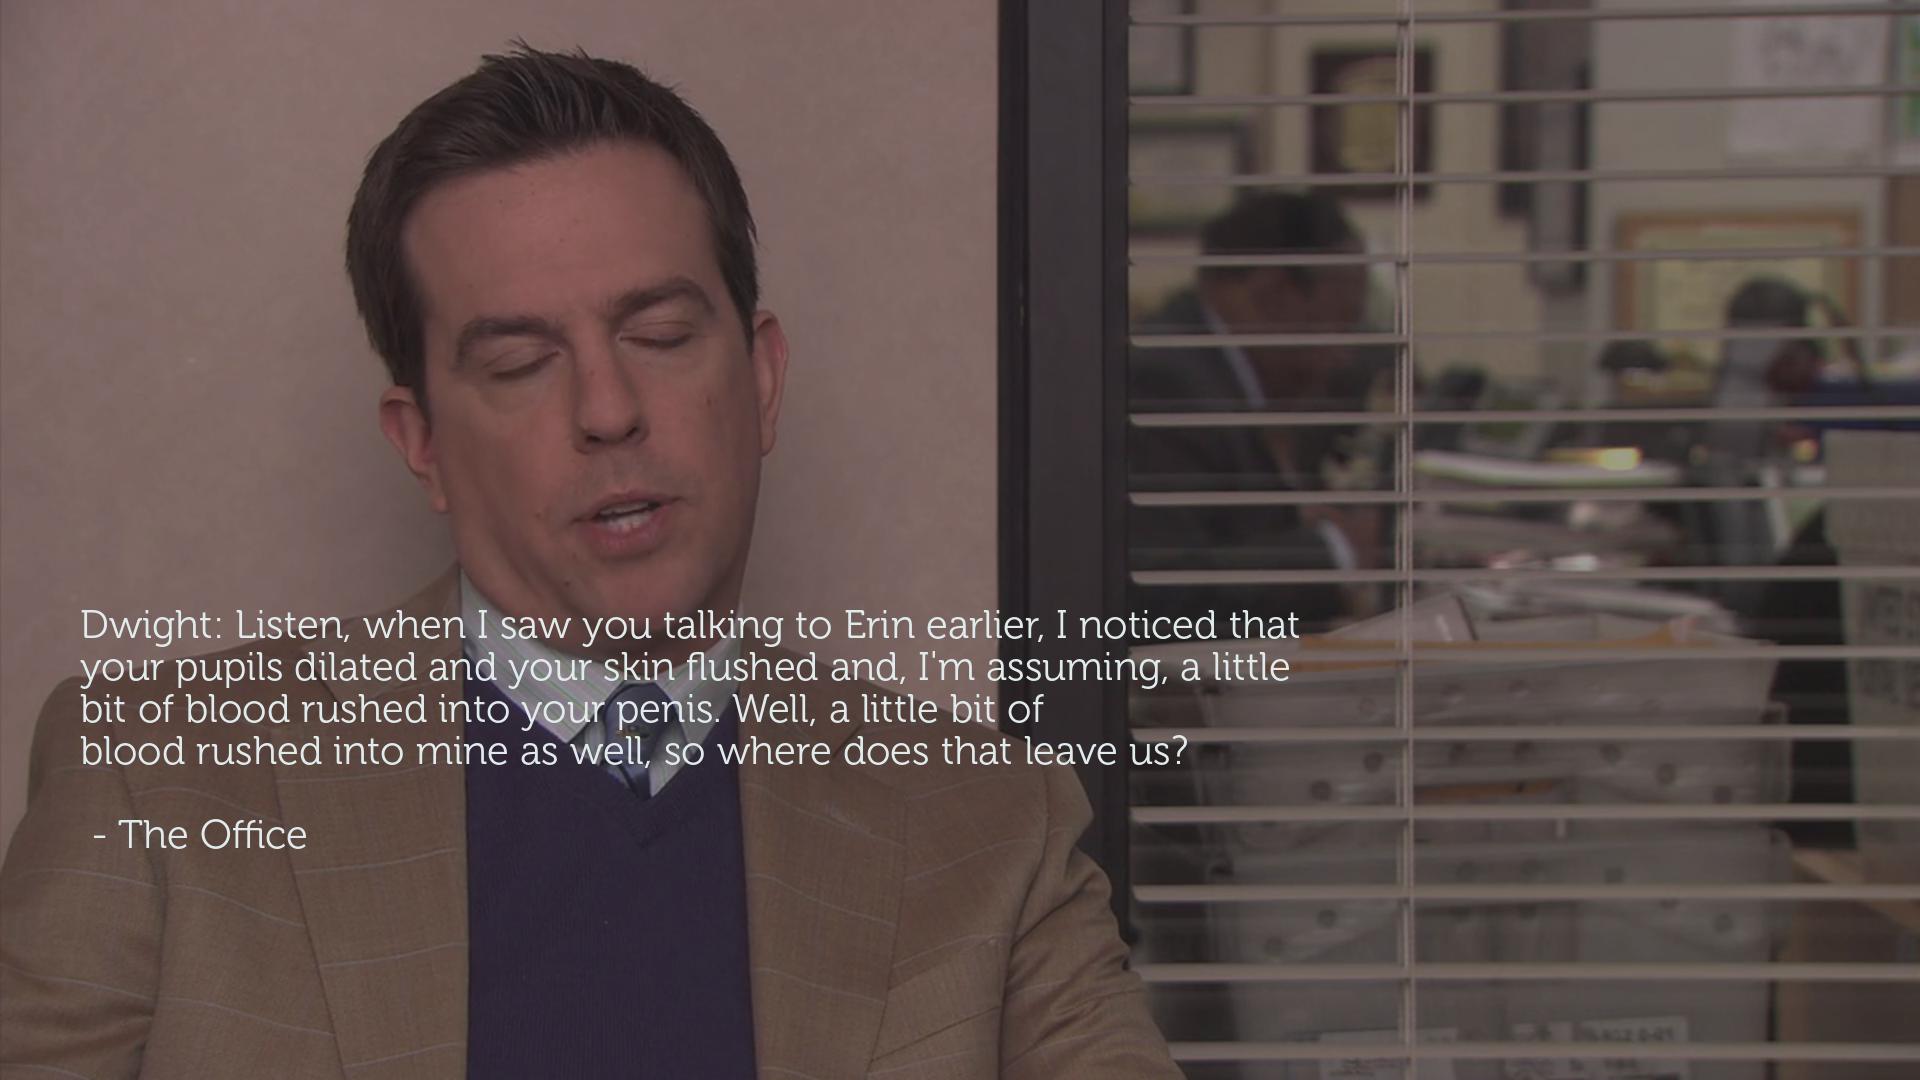 Dwight: Listen, when I saw you talking to Erin earlier, I noticed that
your pupils dilated and your skin flushed and, I'm assuming, a little
bit of blood rushed into your penis. Well, a little bit of
blood rushed into mine as well, so where does that leave us?
- The Office